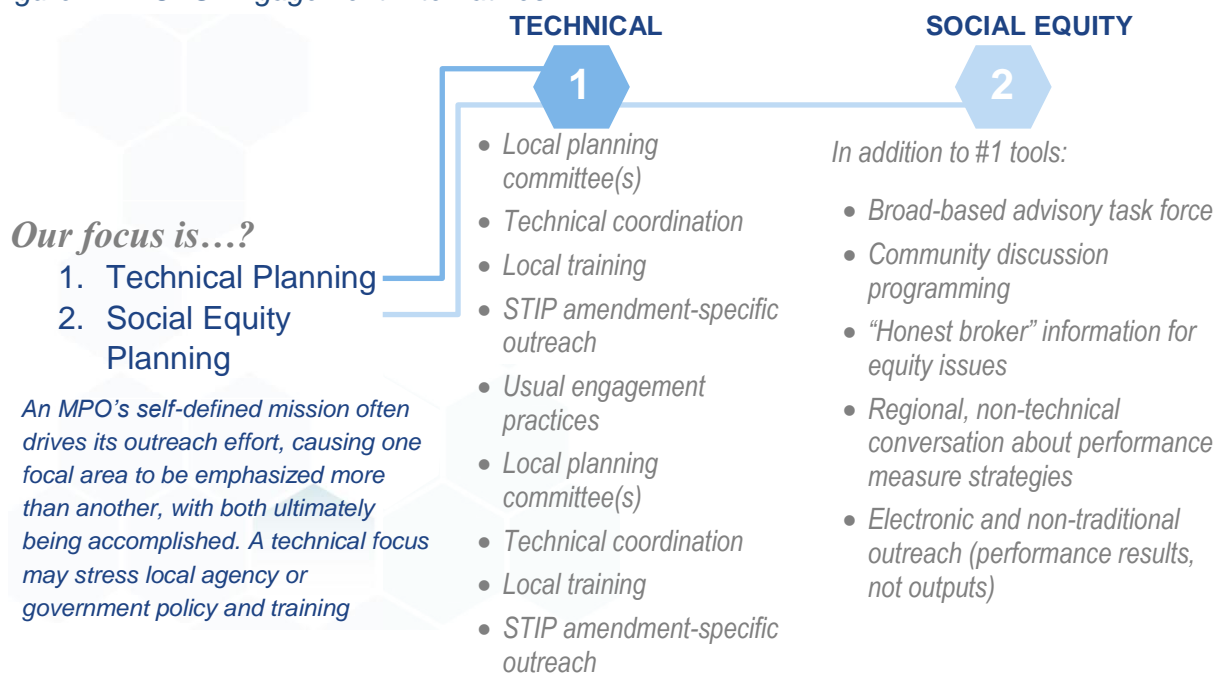 TECHNICAL
SOCIAL EQUITY
1
2
Our focus is…?
1. Technical Planning
2. Social Equity
Planning
An MPO’s self-defined mission often
drives its outreach effort, causing one
focal area to be emphasized more
than another, with both ultimately
being accomplished. A technical focus
may stress local agency or
government policy and training
• Local planning
committee(s)
• Technical coordination
• Local training
• STIP amendment-specific
outreach
• Usual engagement
practices
• Local planning
committee(s)
• Technical coordination
• Local training
• STIP amendment-specific
outreach
In addition to #1 tools:
• Broad-based advisory task force
• Community discussion
programming
• “Honest broker” information for
equity issues
• Regional, non-technical
conversation about performance
measure strategies
• Electronic and non-traditional
outreach (performance results,
not outputs)